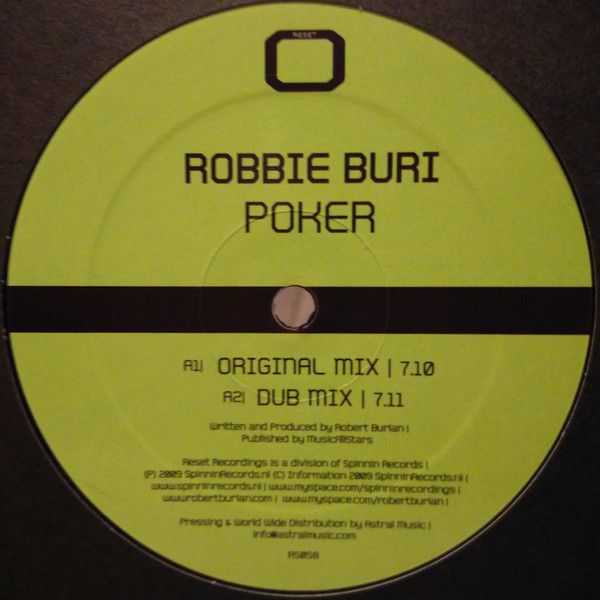 RESET
ROBBIE BURI
POKER
A1| ORIGINAL MIX | 7.10
A2| DUB MIX | 7.11
Written and Produced by Robert Burian |
Published by MusicAllStars
Reset Recordings is a division of Spinnin Records |
(P) 2009 SpinninRecords.nl (C) Information 2009 SpinninRecords.nl |
www.spinninrecords.nl | www.myspace.com/spinninrecordings |
www.robertburian.com | www.myspace.com/robertburian |
Pressing & World Wide Distribution by Astral Music |
info@astralmusic.com
RS058